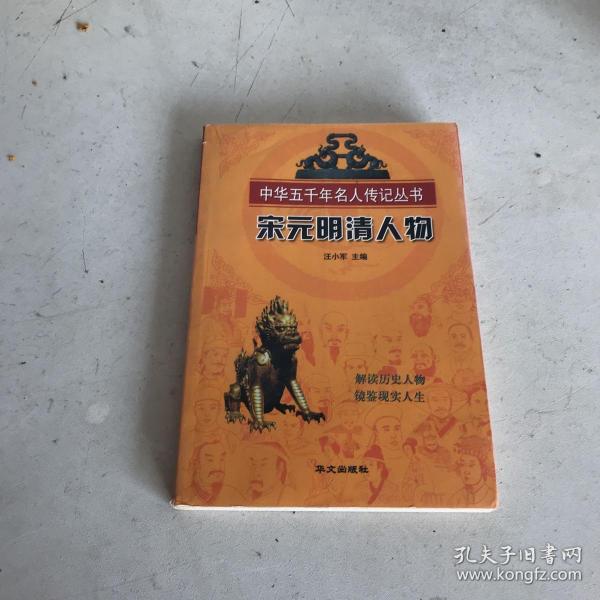 中华五千年名人传记丛书
宋元明清人物
汪小军 主编
解读历史人物
镜鉴现实人生
华文出版社
孔夫子旧书网
www.kongfz.com